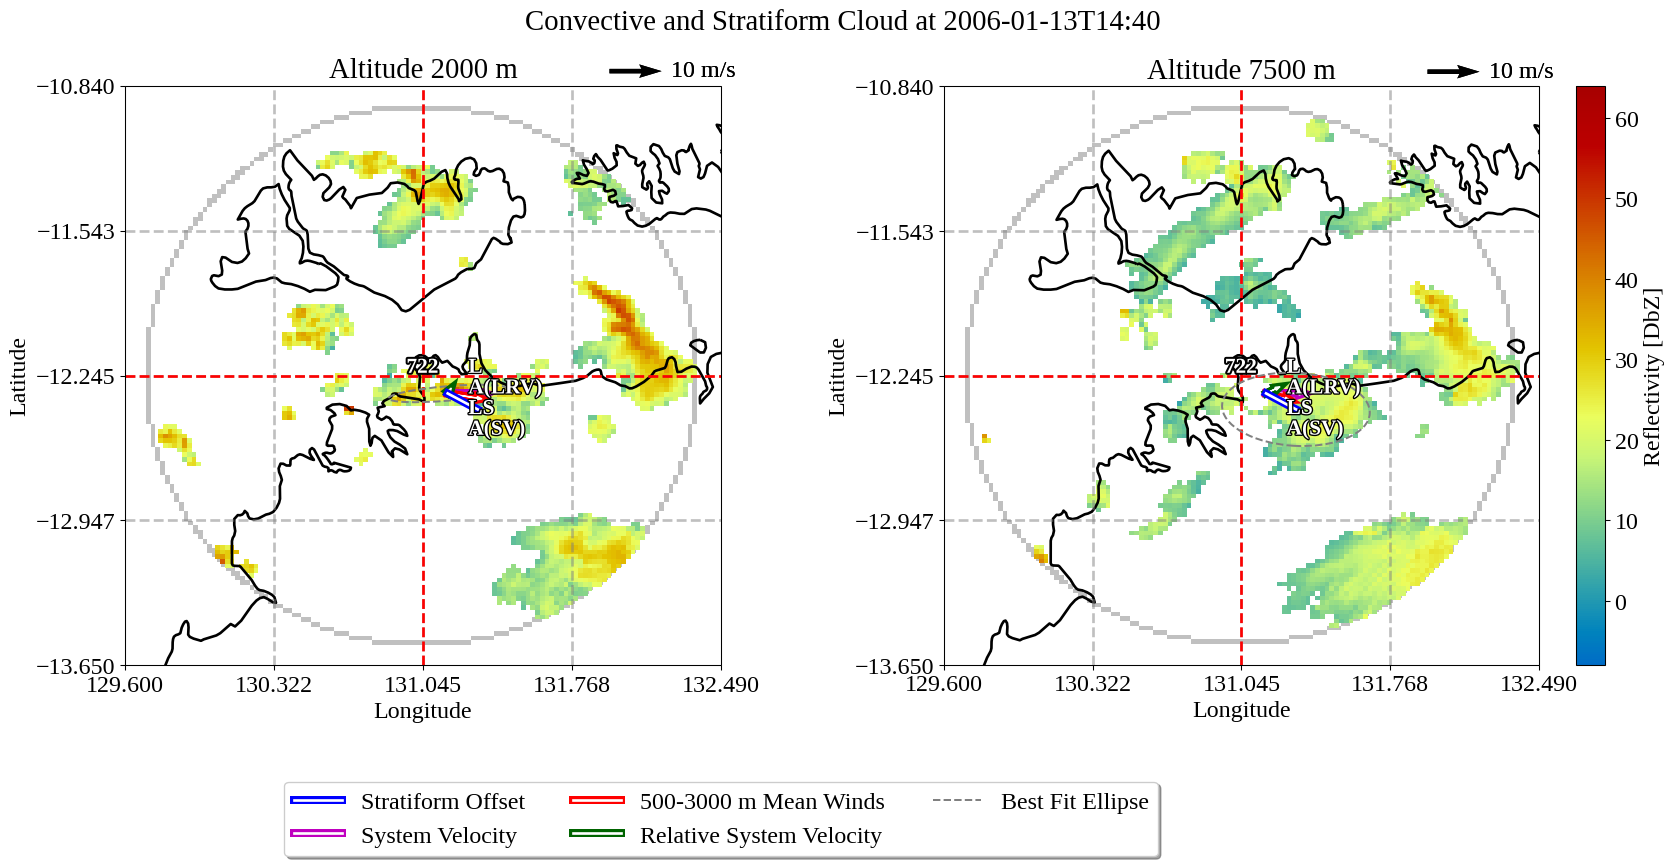 Convective and Stratiform Cloud at 2006-01-13T14:40
Altitude 2000 m
10 m/s
−10.840
−11.543
−12.245
−12.947
−13.650
129.600
130.322
131.045
131.768
132.490
Latitude
Longitude
722
L
A(LRV)
LS
A(SV)
Altitude 7500 m
10 m/s
−10.840
−11.543
−12.245
−12.947
−13.650
129.600
130.322
131.045
131.768
132.490
Latitude
Longitude
722
L
A(LRV)
LS
A(SV)
60
50
40
30
20
10
0
Reflectivity [DbZ]
Stratiform Offset
System Velocity
500-3000 m Mean Winds
Relative System Velocity
Best Fit Ellipse